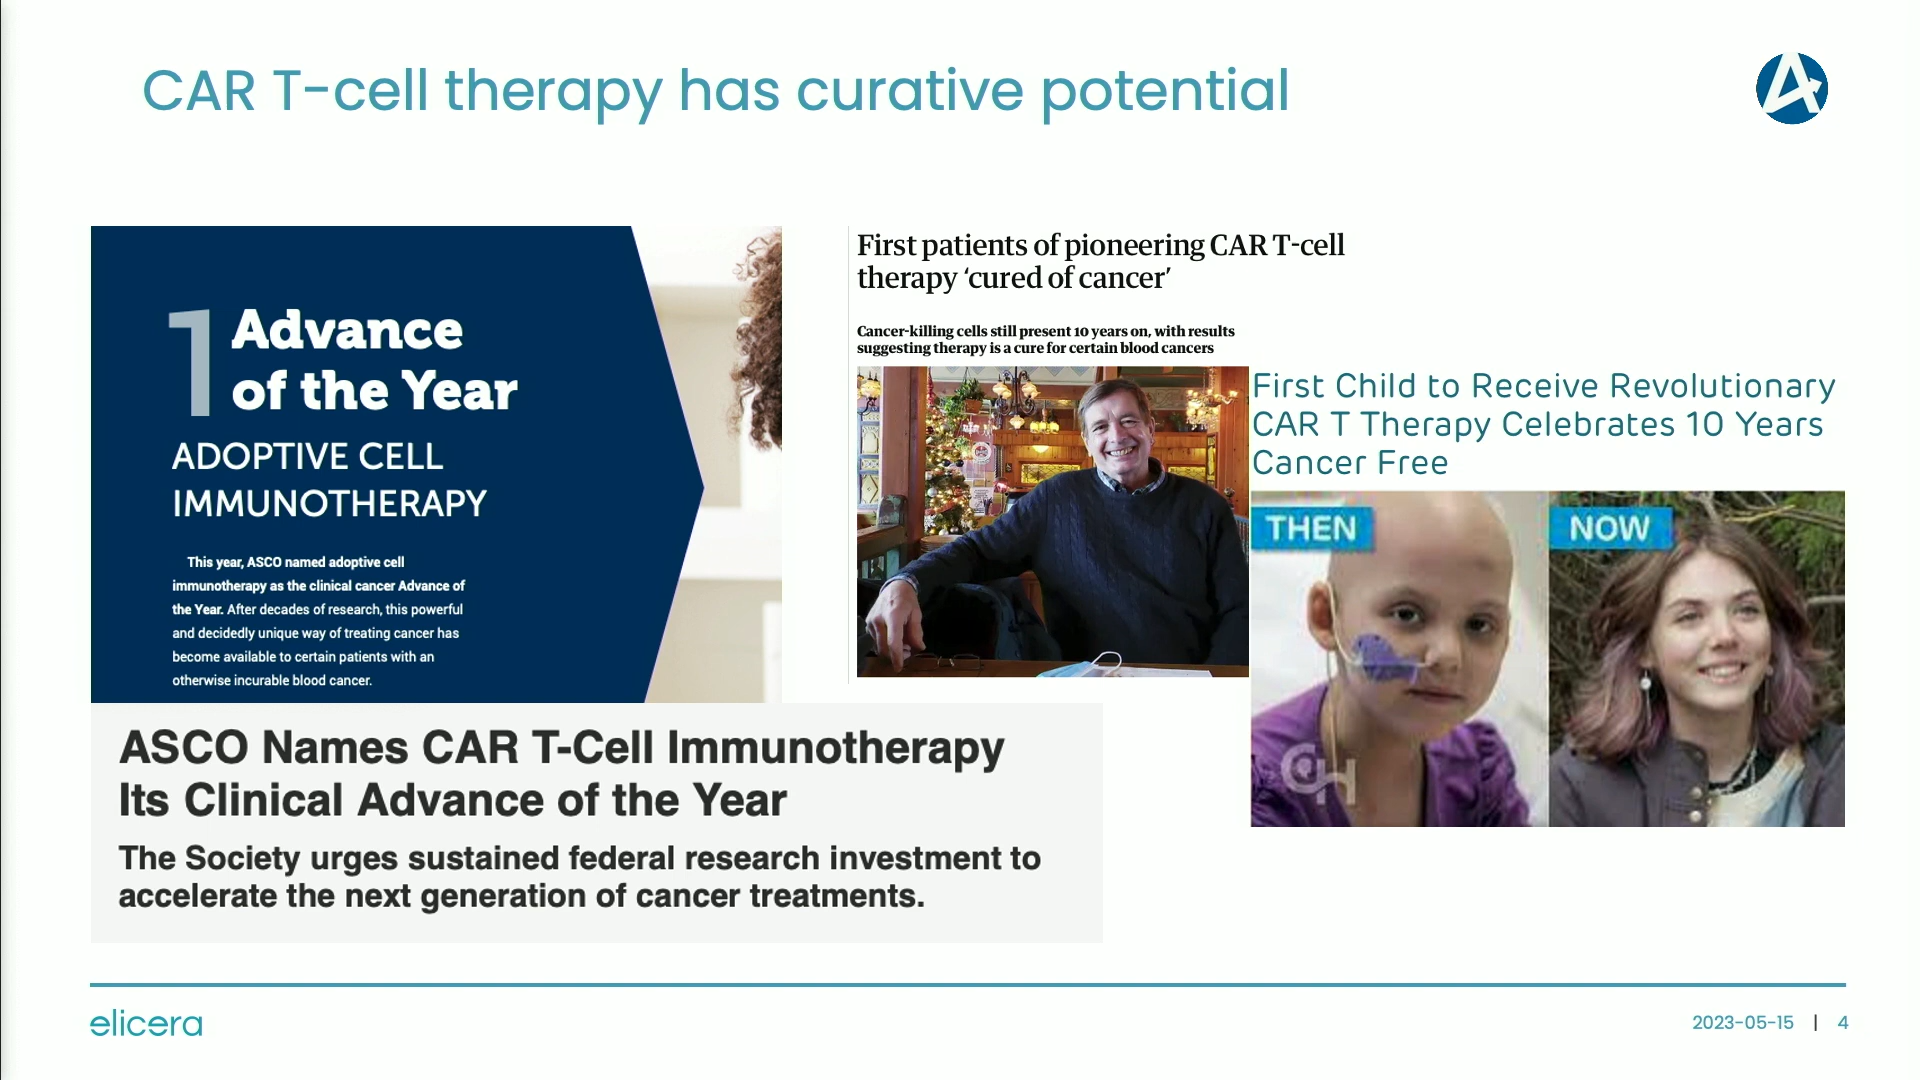 CAR T-cell therapy has curative potential
1 Advance
of the Year
ADOPTIVE CELL
IMMUNOTHERAPY
This year, ASCO named adoptive cell
immunotherapy as the clinical cancer Advance of
the Year. After decades of research, this powerful
and decidedly unique way of treating cancer has
become available to certain patients with an
otherwise incurable blood cancer.
ASCO Names CAR T-Cell Immunotherapy
Its Clinical Advance of the Year
The Society urges sustained federal research investment to
accelerate the next generation of cancer treatments.
First patients of pioneering CAR T-cell
therapy ‘cured of cancer’
Cancer-killing cells still present 10 years on, with results
suggesting therapy is a cure for certain blood cancers
First Child to Receive Revolutionary
CAR T Therapy Celebrates 10 Years
Cancer Free
THEN
NOW
CH
elicera
2023-05-15 | 4